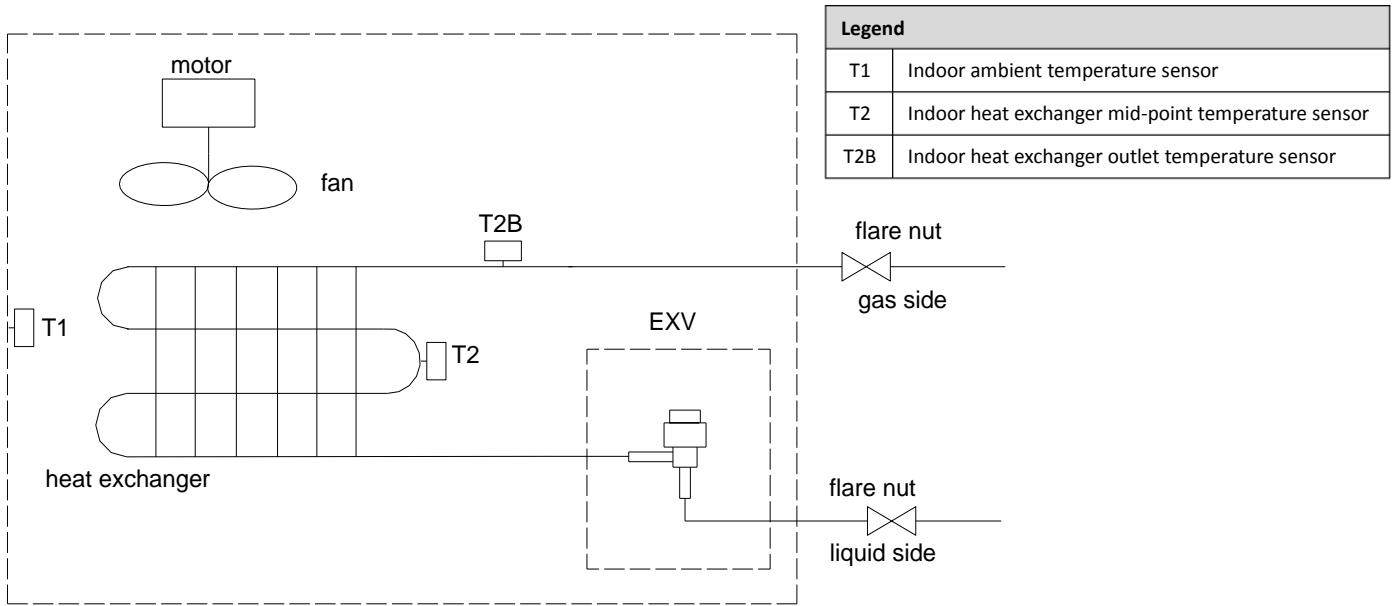 Legend
T1 Indoor ambient temperature sensor
T2 Indoor heat exchanger mid-point temperature sensor
T2B Indoor heat exchanger outlet temperature sensor
motor
fan
T2B
flare nut
gas side
T1
EXV
T2
heat exchanger
flare nut
liquid side